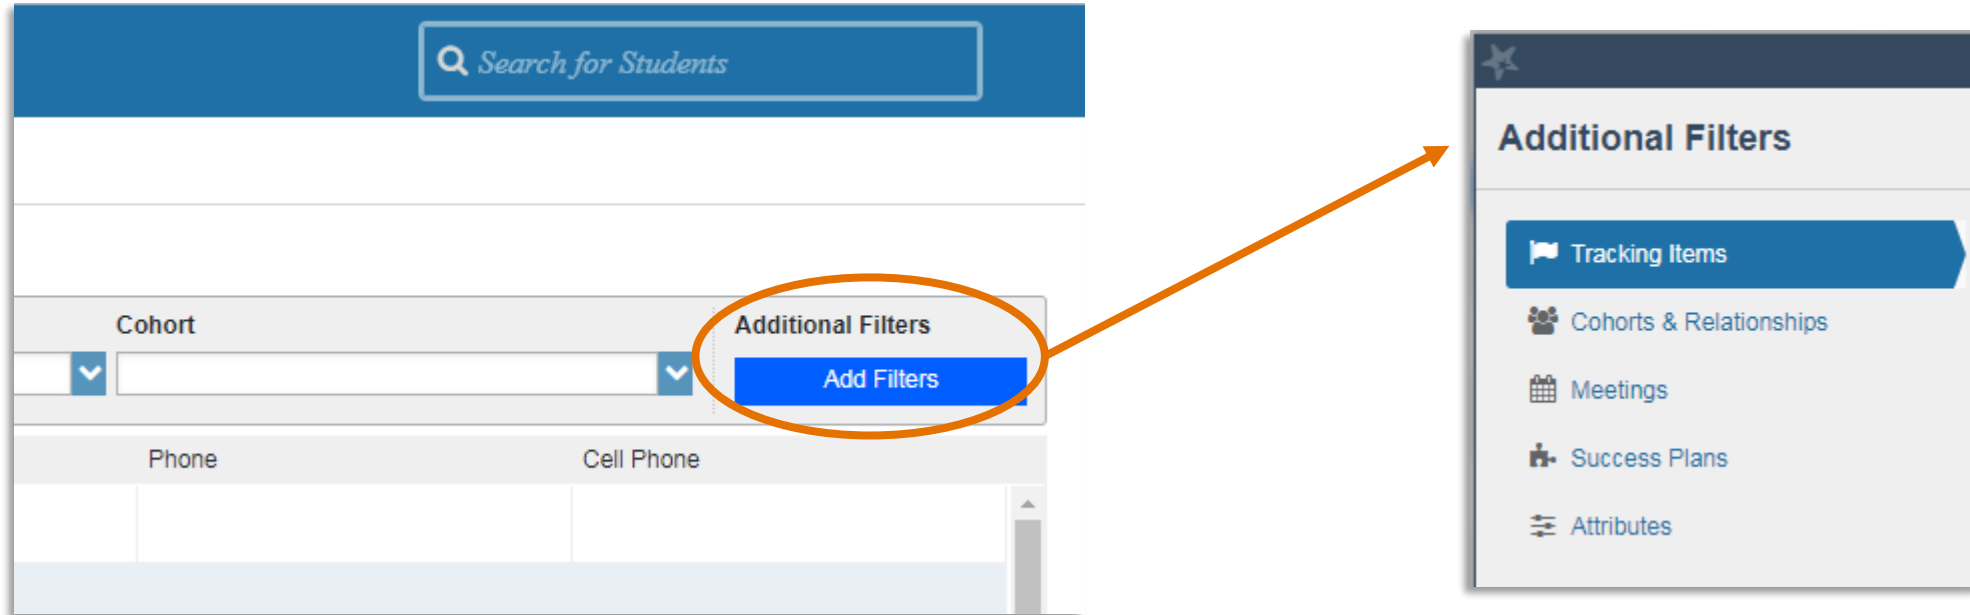 Search for Students
Cohort
Additional Filters
Add Filters
Phone
Cell Phone
Additional Filters
Tracking Items
Cohorts & Relationships
Meetings
Success Plans
Attributes